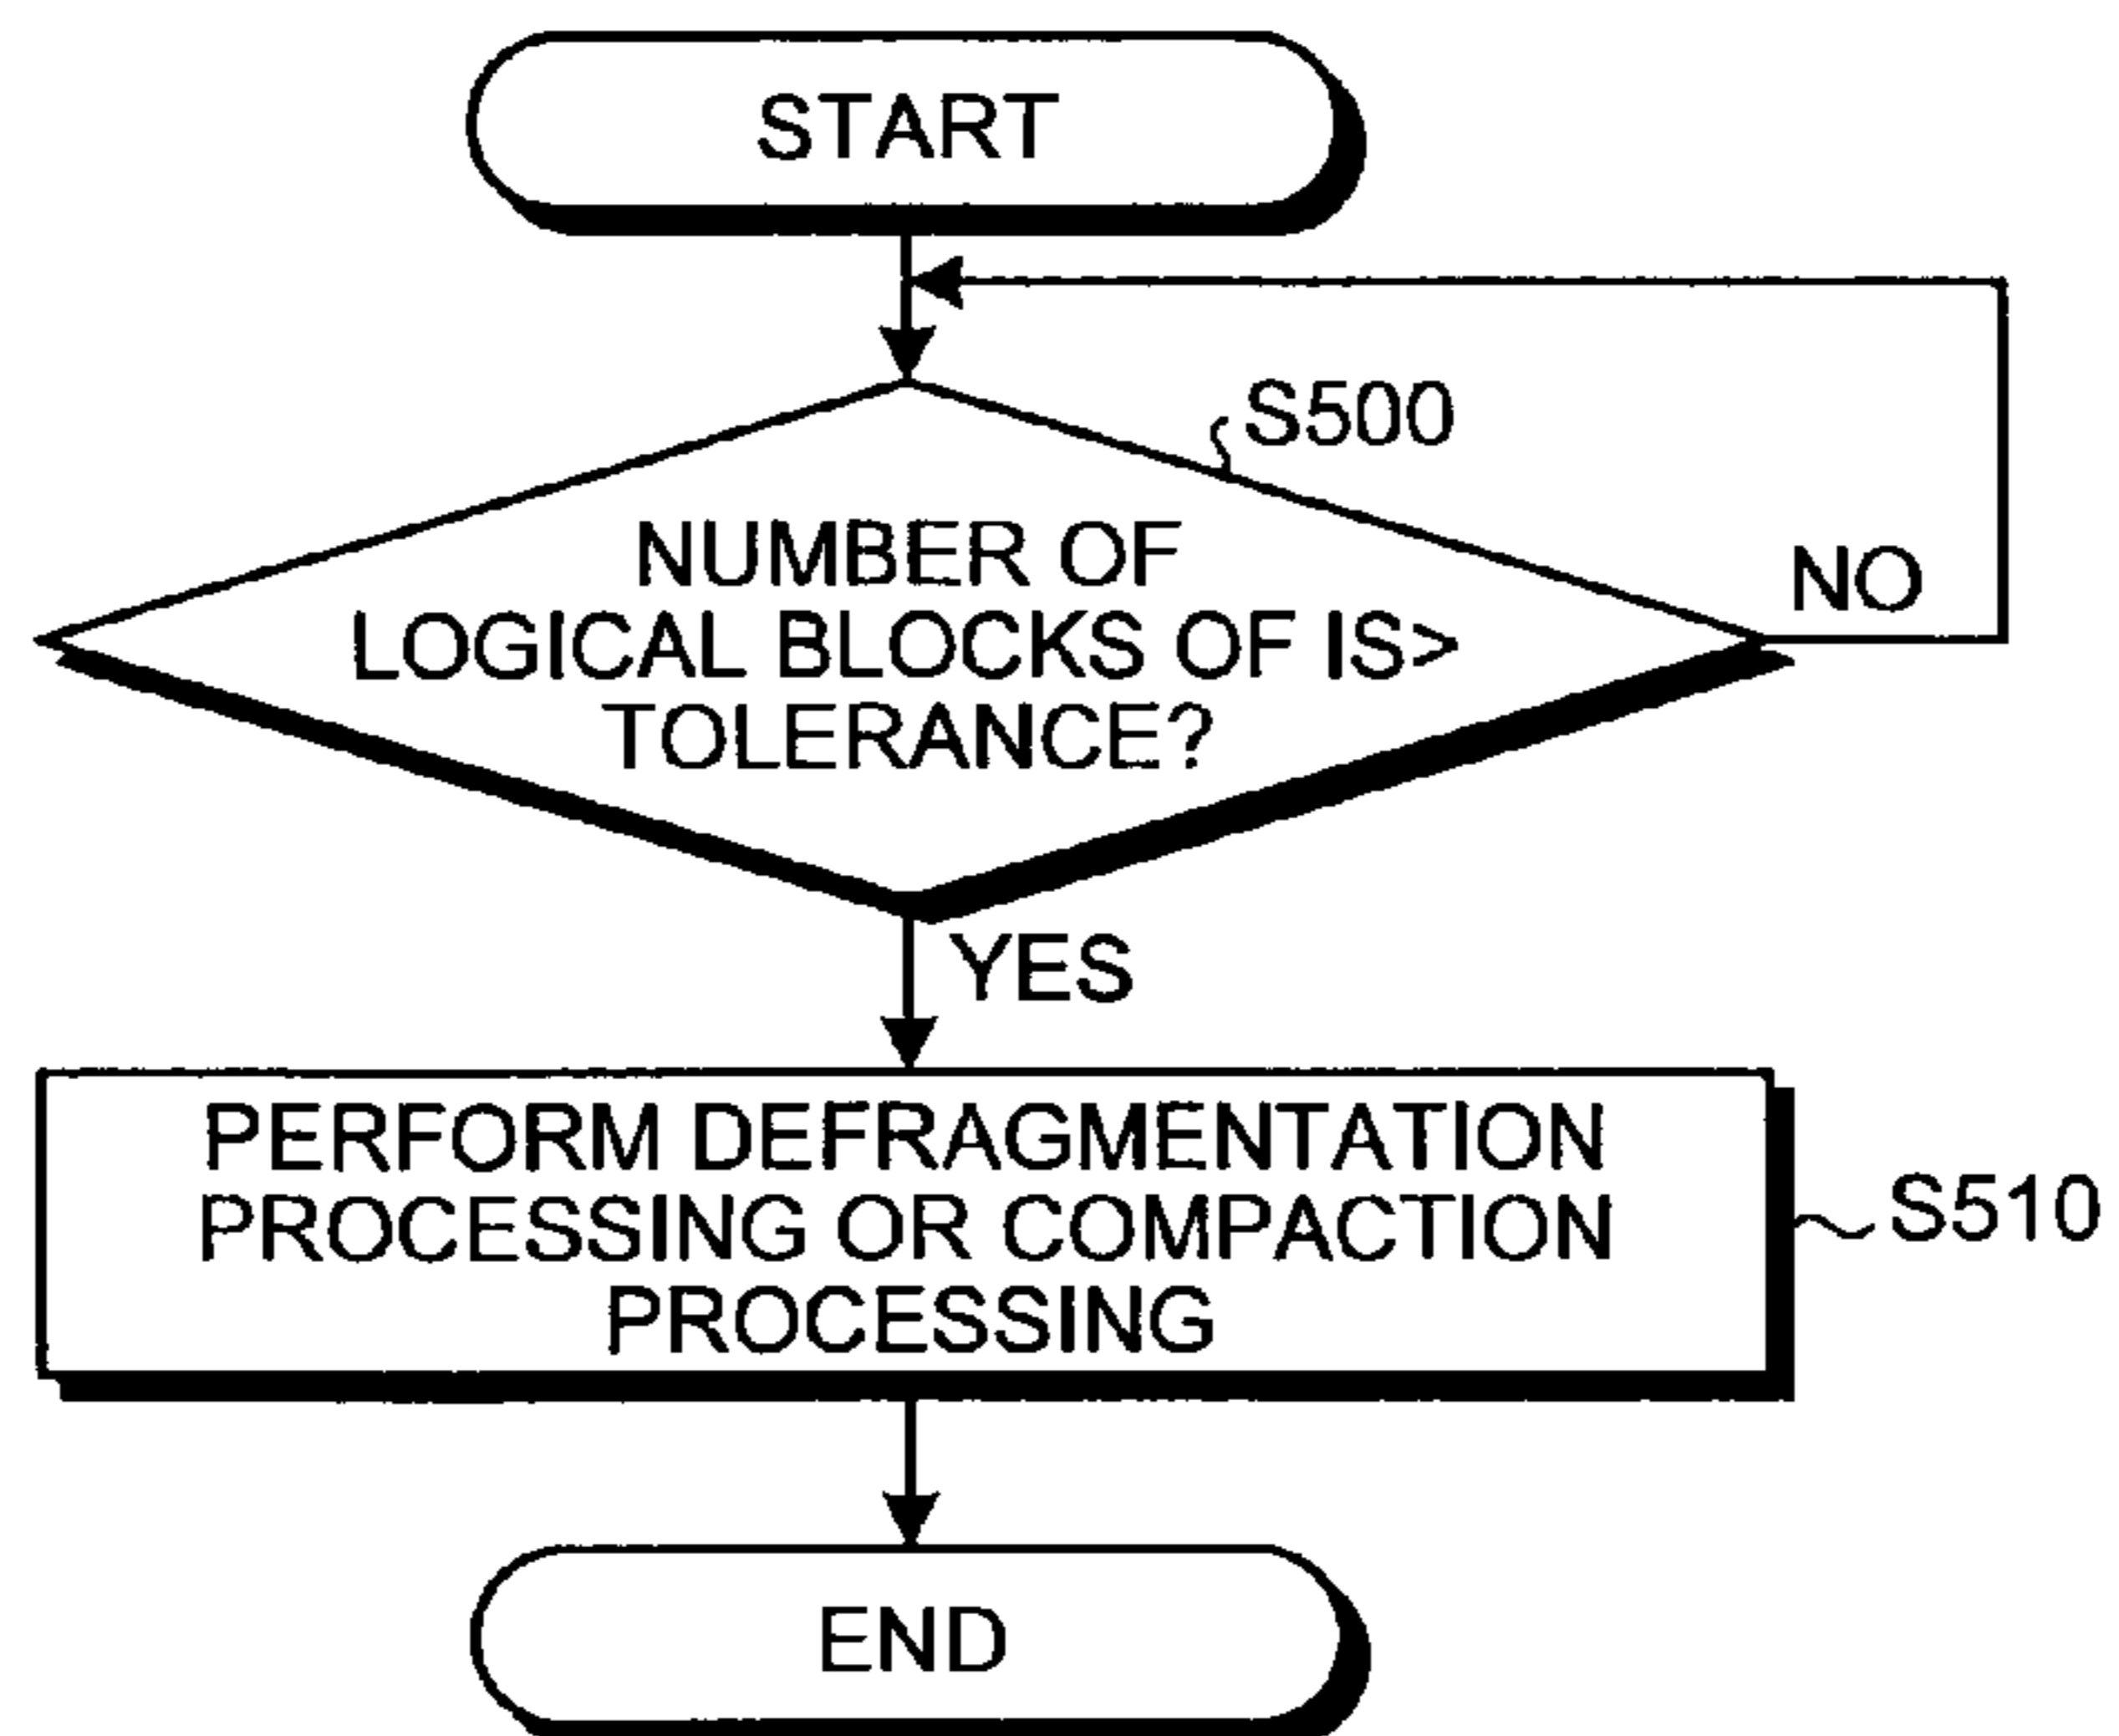 START
S500
NUMBER OF
LOGICAL BLOCKS OF IS>
TOLERANCE?
NO
YES
PERFORM DEFRAGMENTATION
PROCESSING OR COMPACTION
PROCESSING
S510
END